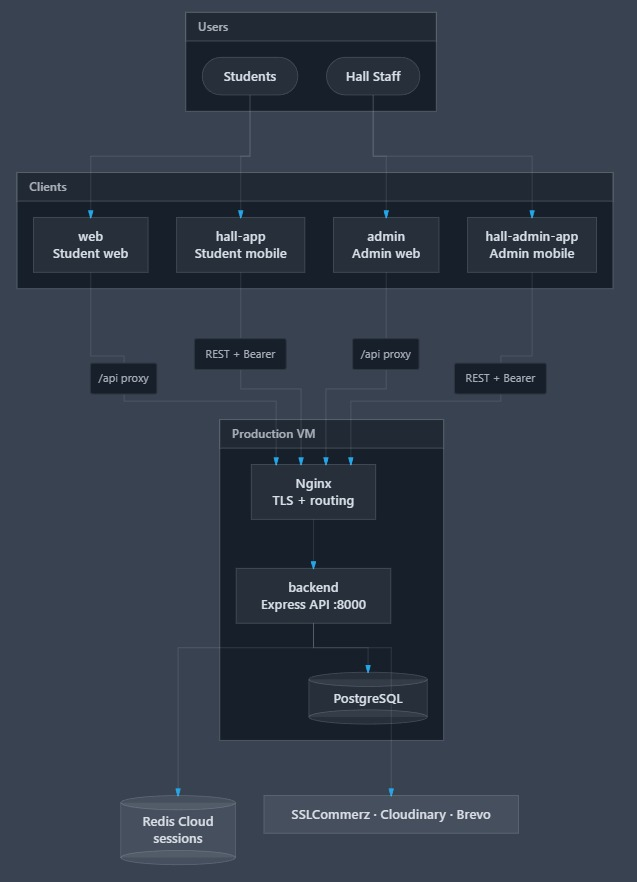 Users
Students
Hall Staff
Clients
web
Student web
hall-app
Student mobile
admin
Admin web
hall-admin-app
Admin mobile
/api proxy
REST + Bearer
/api proxy
REST + Bearer
Production VM
Nginx
TLS + routing
backend
Express API :8000
PostgreSQL
Redis Cloud
sessions
SSLCommerz · Cloudinary · Brevo